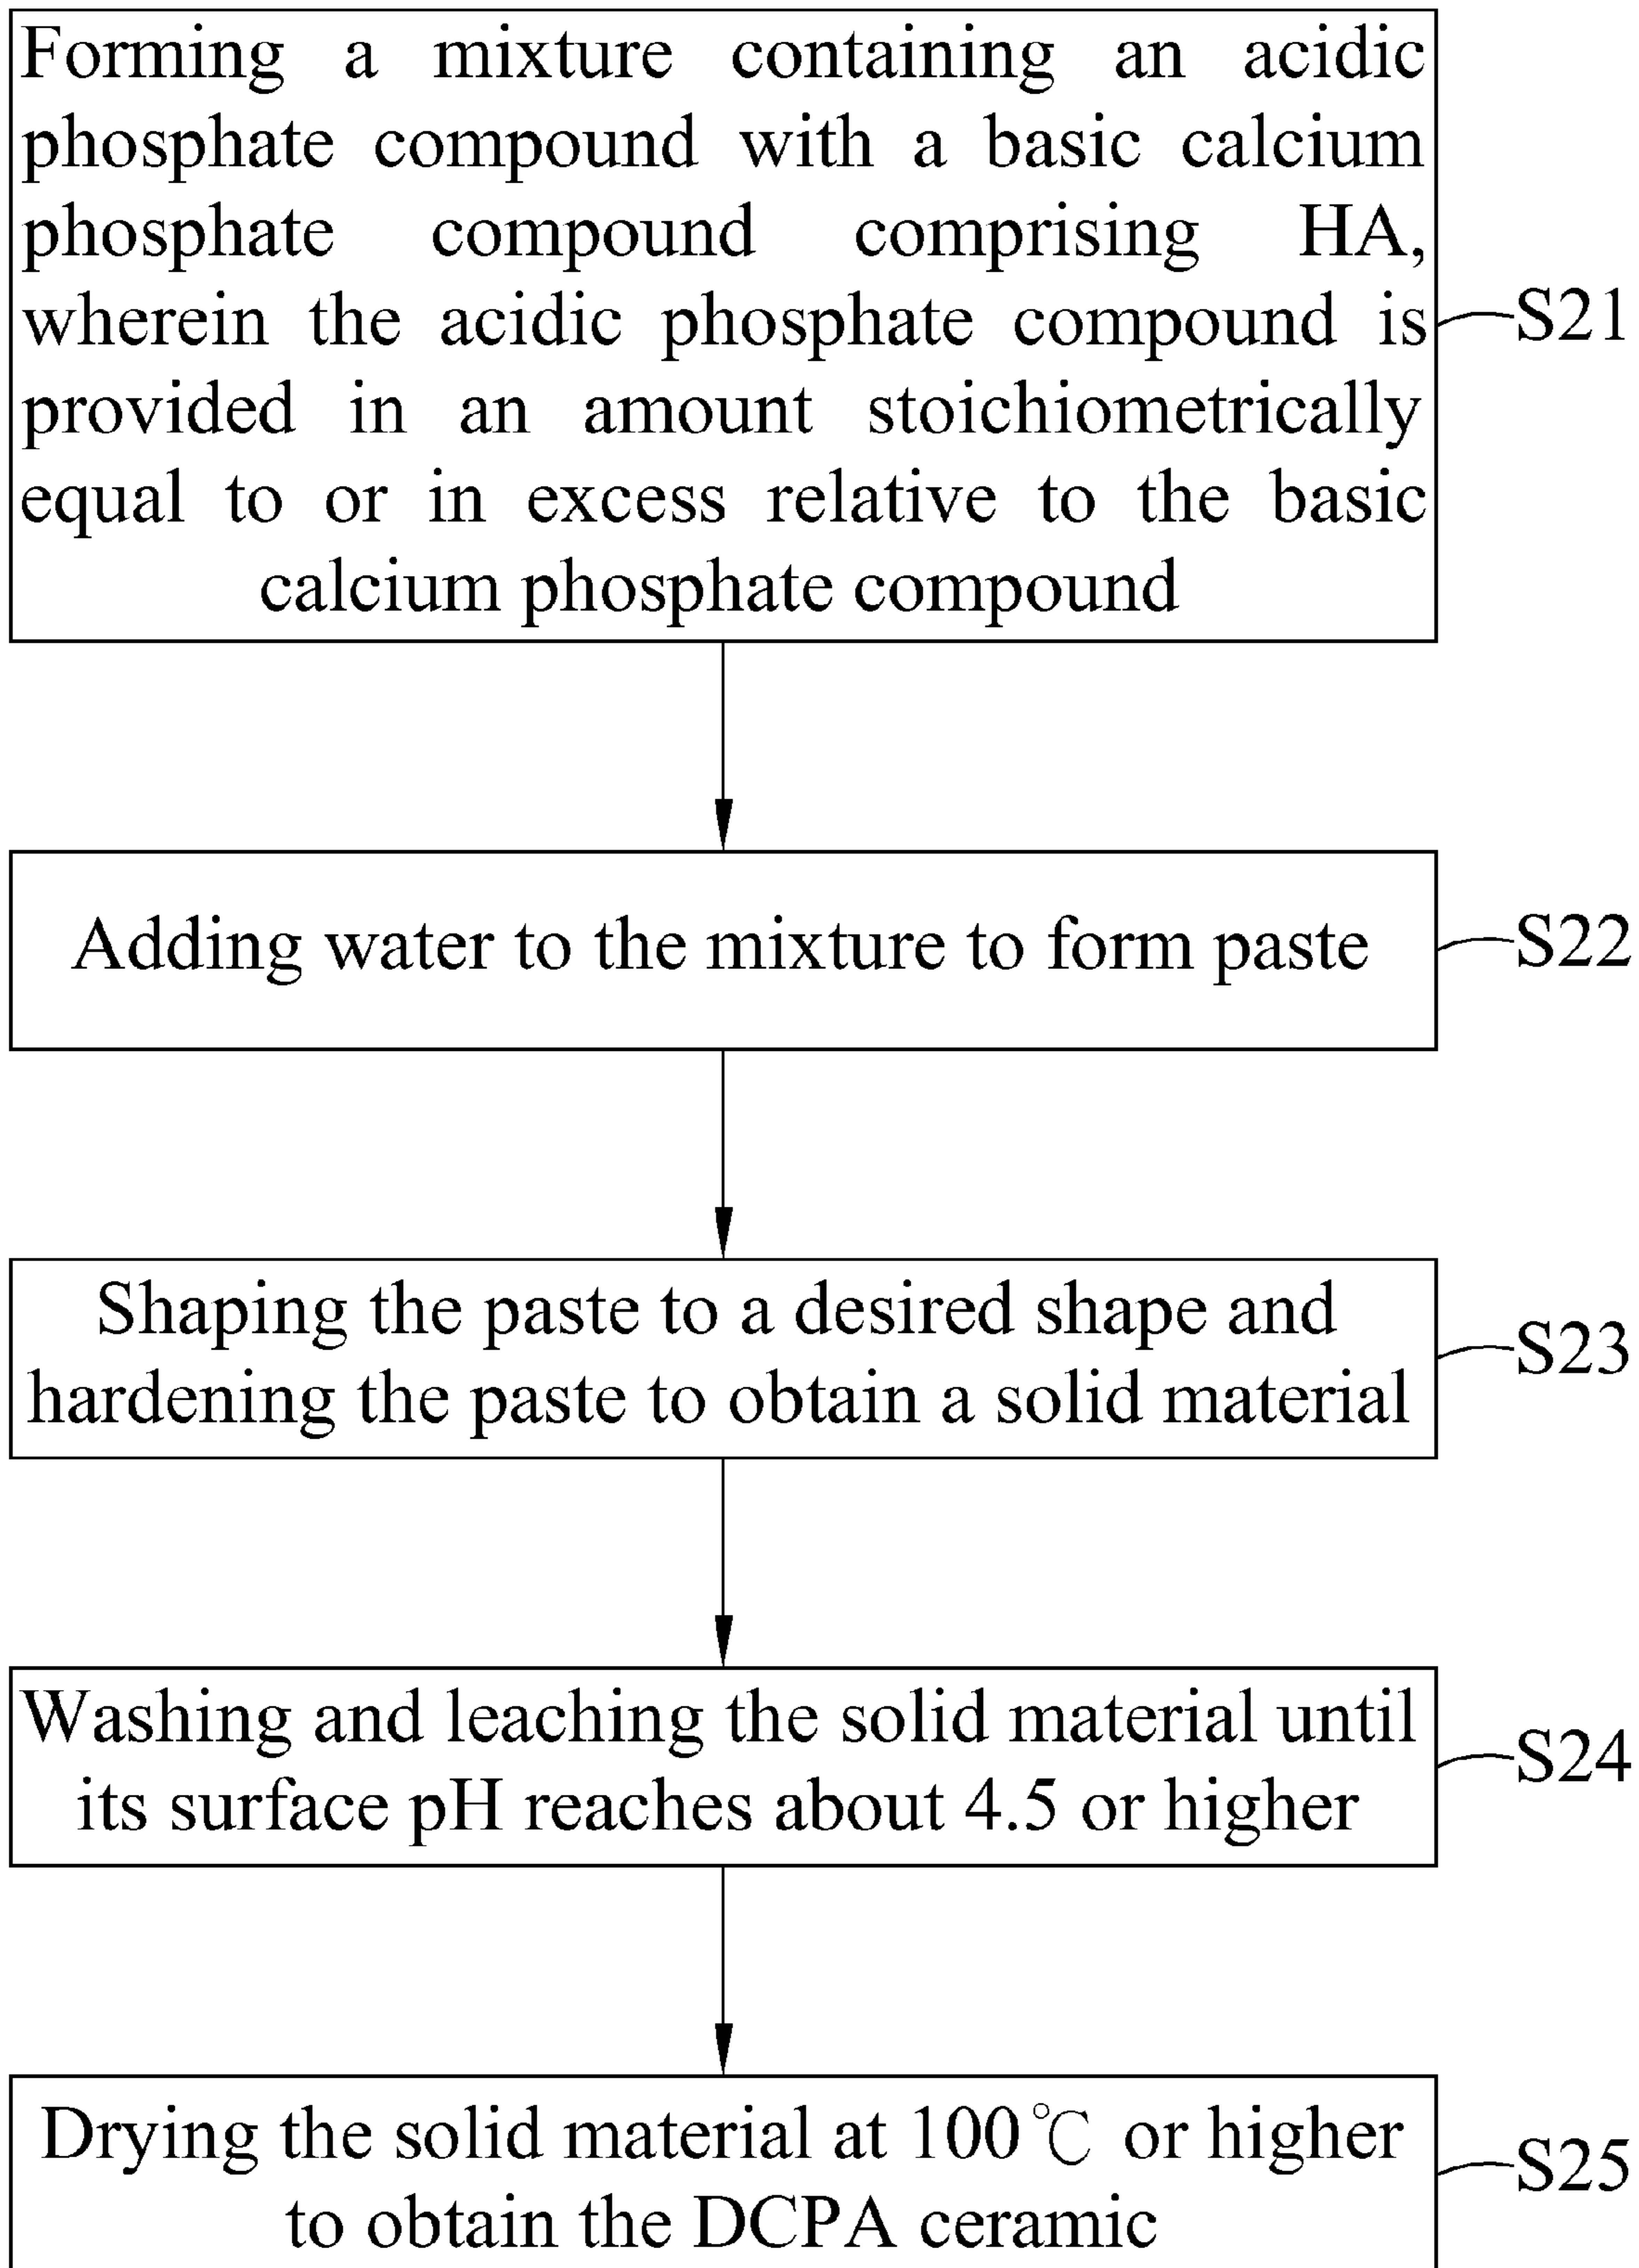 Forming a mixture containing an acidic
phosphate compound with a basic calcium
phosphate compound comprising HA,
wherein the acidic phosphate compound is
provided in an amount stoichiometrically
equal to or in excess relative to the basic
calcium phosphate compound
S21
Adding water to the mixture to form paste
S22
Shaping the paste to a desired shape and
hardening the paste to obtain a solid material
S23
Washing and leaching the solid material until
its surface pH reaches about 4.5 or higher
S24
Drying the solid material at 100℃ or higher
to obtain the DCPA ceramic
S25